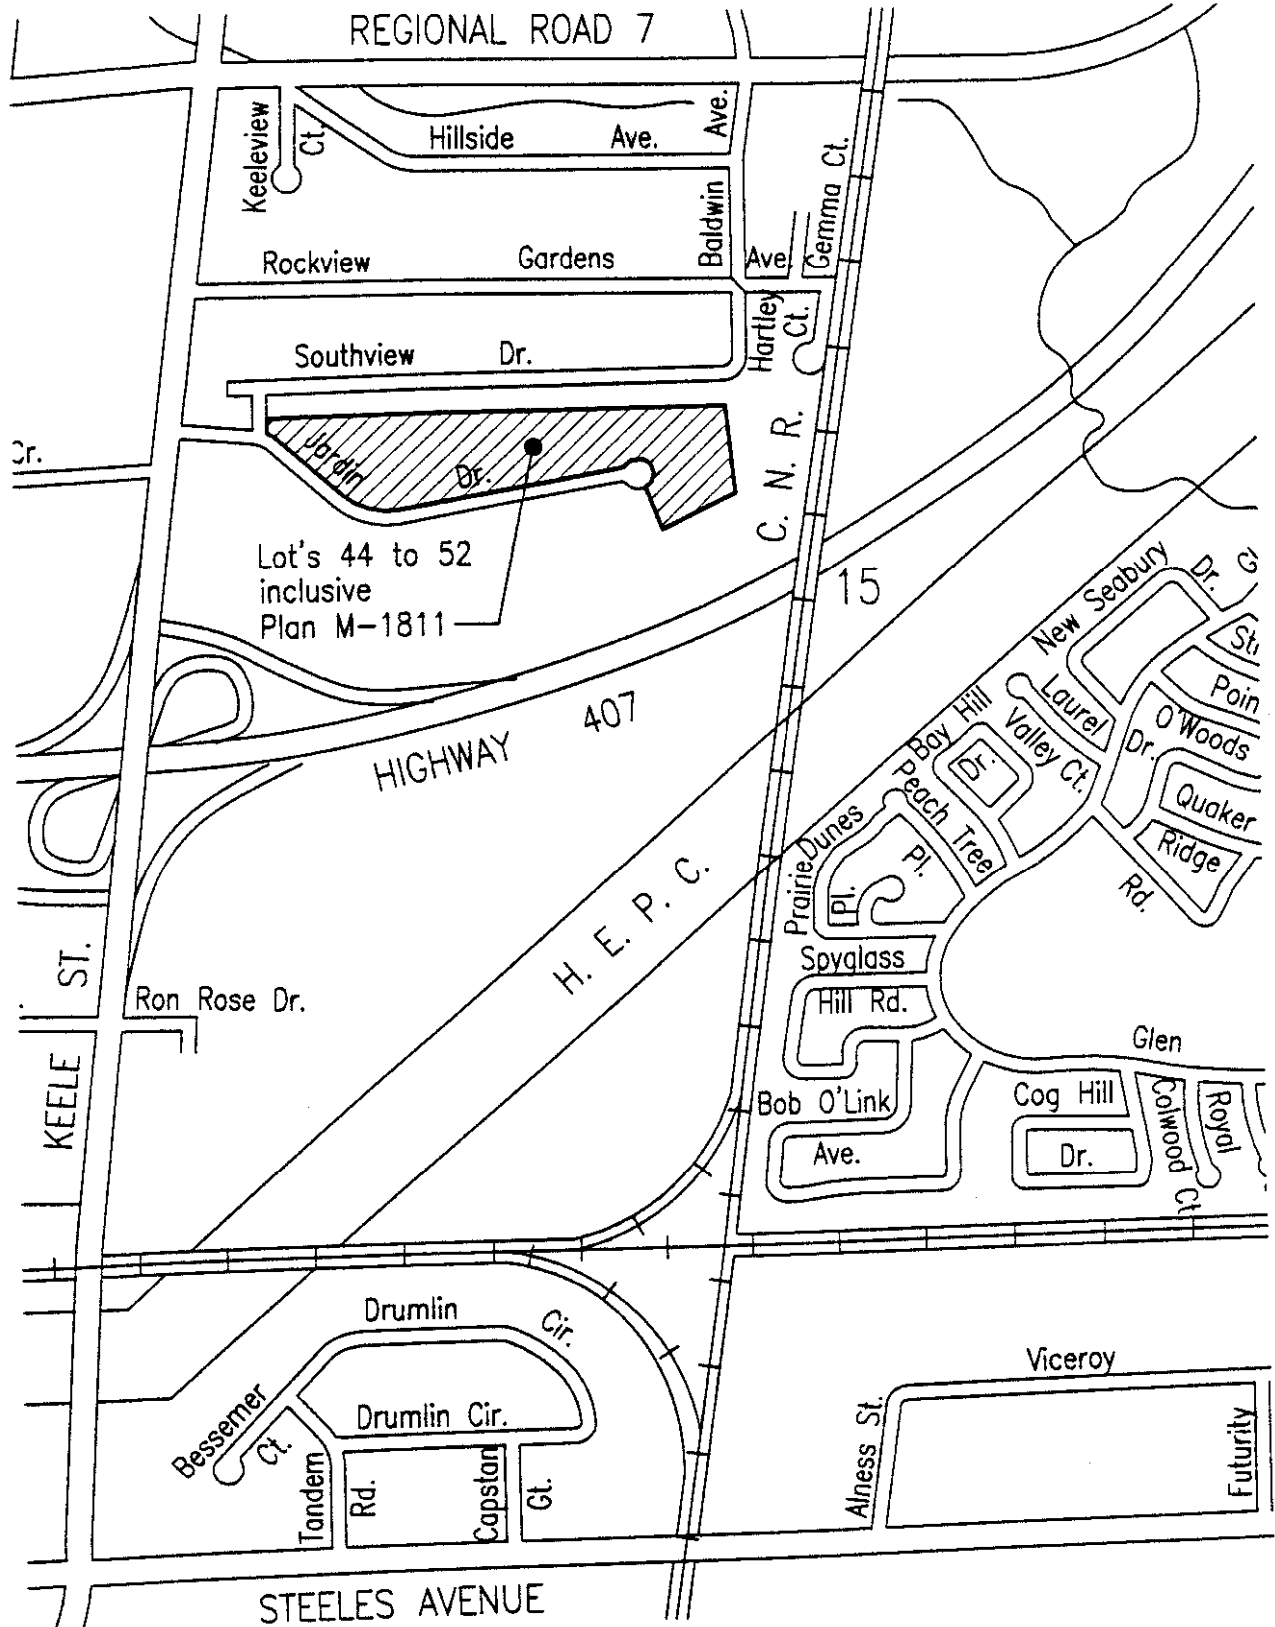 REGIONAL ROAD 7
Keeleview Ct.
Hillside Ave.
Baldwin Ave.
Gemma Ct.
Rockview Gardens
Ave.
Hartley Ct.
Southview Dr.
Jardin Dr.
Lot's 44 to 52
inclusive
Plan M-1811
C. N. R.
15
HIGHWAY 407
H. E. P. C.
KEELE ST.
Ron Rose Dr.
New Seabury Dr.
Laurel
Valley Ct.
Bay Hill
Dr.
Peach Tree
Pl.
Prairie Dunes
Pl.
O'Woods
Dr.
Quaker
Ridge
Rd.
Spyglass
Hill Rd.
Glen
Bob O'Link
Ave.
Cog Hill
Dr.
Colwood Ct
Royal
Drumlin Cir.
Drumlin Cir.
Bessemer
Ct.
Tandem
Rd.
Capstan
Gt.
Viceroy
Alness St.
Futurity
STEELES AVENUE